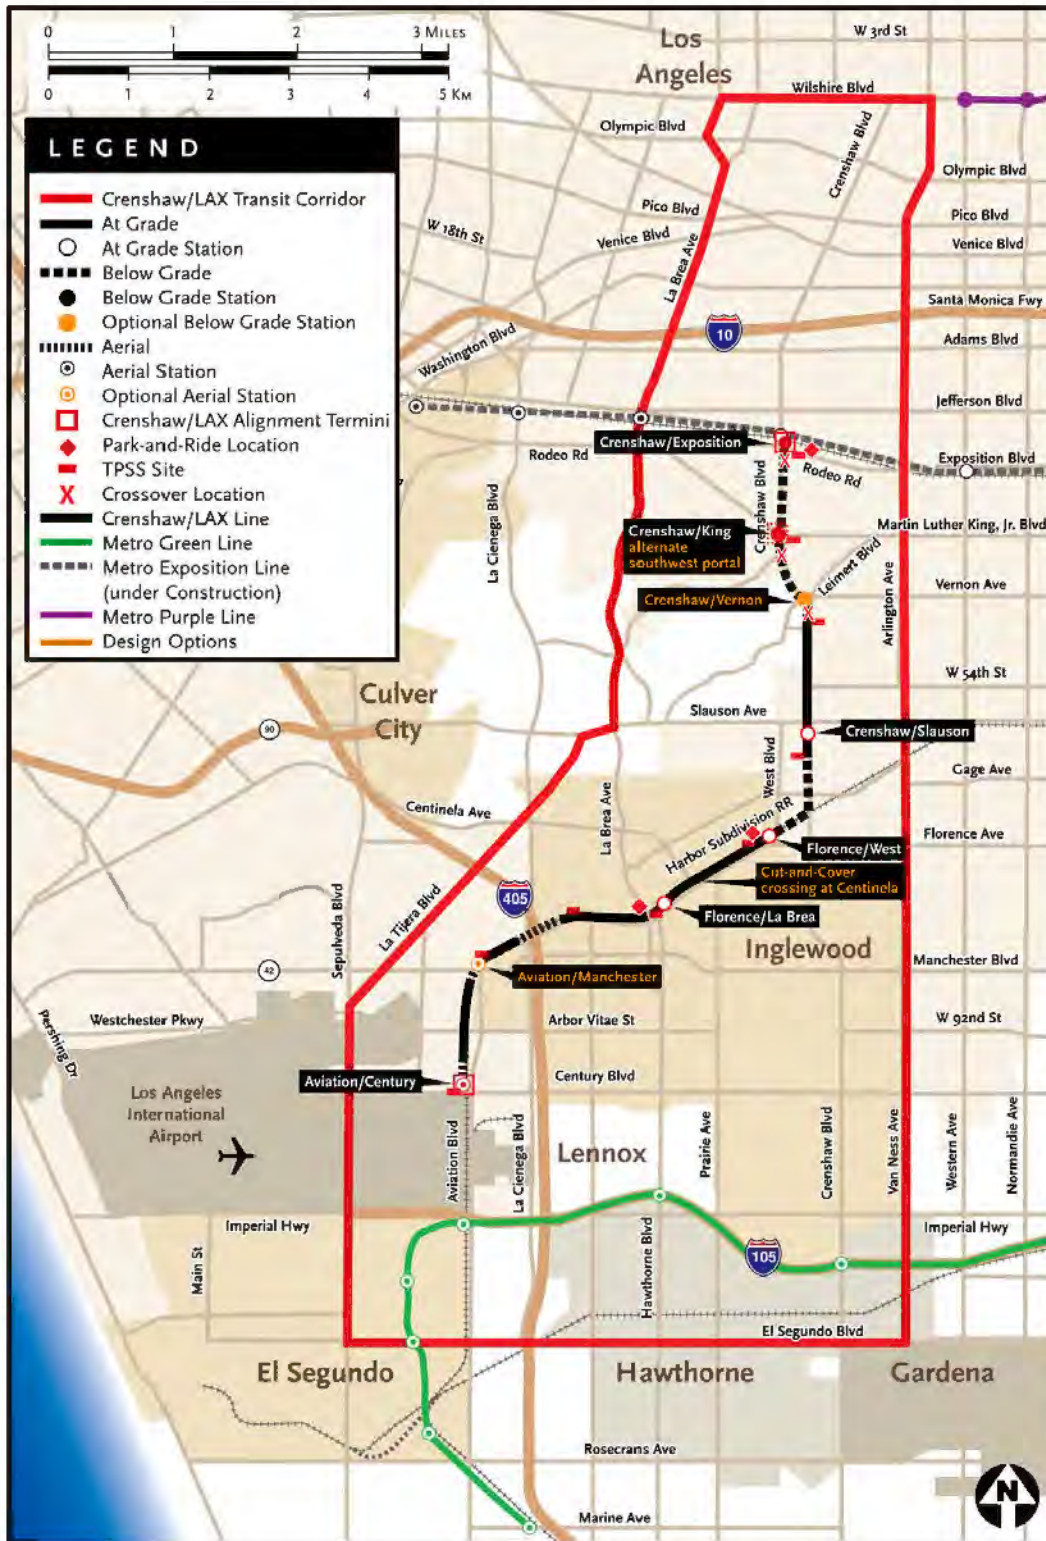 0 1 2 3 MILES
0 1 2 3 4 5 KM
LEGEND
Crenshaw/LAX Transit Corridor
At Grade
At Grade Station
Below Grade
Below Grade Station
Optional Below Grade Station
Aerial
Aerial Station
Optional Aerial Station
Crenshaw/LAX Alignment Termini
Park-and-Ride Location
TPSS Site
X Crossover Location
Crenshaw/LAX Line
Metro Green Line
Metro Exposition Line
(under Construction)
Metro Purple Line
Design Options
Los
Angeles
W 3rd St
Wilshire Blvd
Olympic Blvd
Crenshaw Blvd
Olympic Blvd
Pico Blvd
Pico Blvd
W 18th St
Venice Blvd
Venice Blvd
La Brea Ave
Santa Monica Fwy
10
Washington Blvd
Adams Blvd
Jefferson Blvd
Crenshaw/Exposition
Rodeo Rd
Rodeo Rd
Exposition Blvd
La Cienega Blvd
Crenshaw Blvd
Crenshaw/King
alternate
southwest portal
Martin Luther King, Jr. Blvd
Leimert Blvd
Crenshaw/Vernon
Arlington Ave
Vernon Ave
W 54th St
Culver
City
90
Slauson Ave
Crenshaw/Slauson
West Blvd
Gage Ave
Centinela Ave
La Brea Ave
Harbor Subdivision RR
Florence Ave
Florence/West
Cut-and-Cover
crossing at Centinela
405
Florence/La Brea
La Tijera Blvd
Sepulveda Blvd
Inglewood
42
Aviation/Manchester
Manchester Blvd
Pershing Dr
Westchester Pkwy
Arbor Vitae St
W 92nd St
Aviation/Century
Century Blvd
Los Angeles
International
Airport
Aviation Blvd
La Cienega Blvd
Lennox
Prairie Ave
Crenshaw Blvd
Van Ness Ave
Western Ave
Normandie Ave
Imperial Hwy
Imperial Hwy
Main St
Hawthorne Blvd
105
El Segundo Blvd
El Segundo
Hawthorne
Gardena
Rosecrans Ave
Marine Ave
N